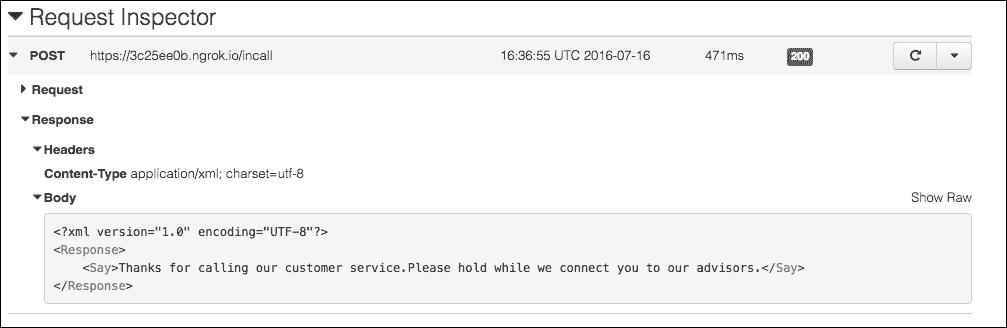 Request Inspector
POST https://3c25ee0b.ngrok.io/incall 16:36:55 UTC 2016-07-16 471ms 200
Request
Response
Headers
Content-Type application/xml; charset=utf-8
Body Show Raw
<?xml version="1.0" encoding="UTF-8"?>
<Response>
    <Say>Thanks for calling our customer service.Please hold while we connect you to our advisors.</Say>
</Response>